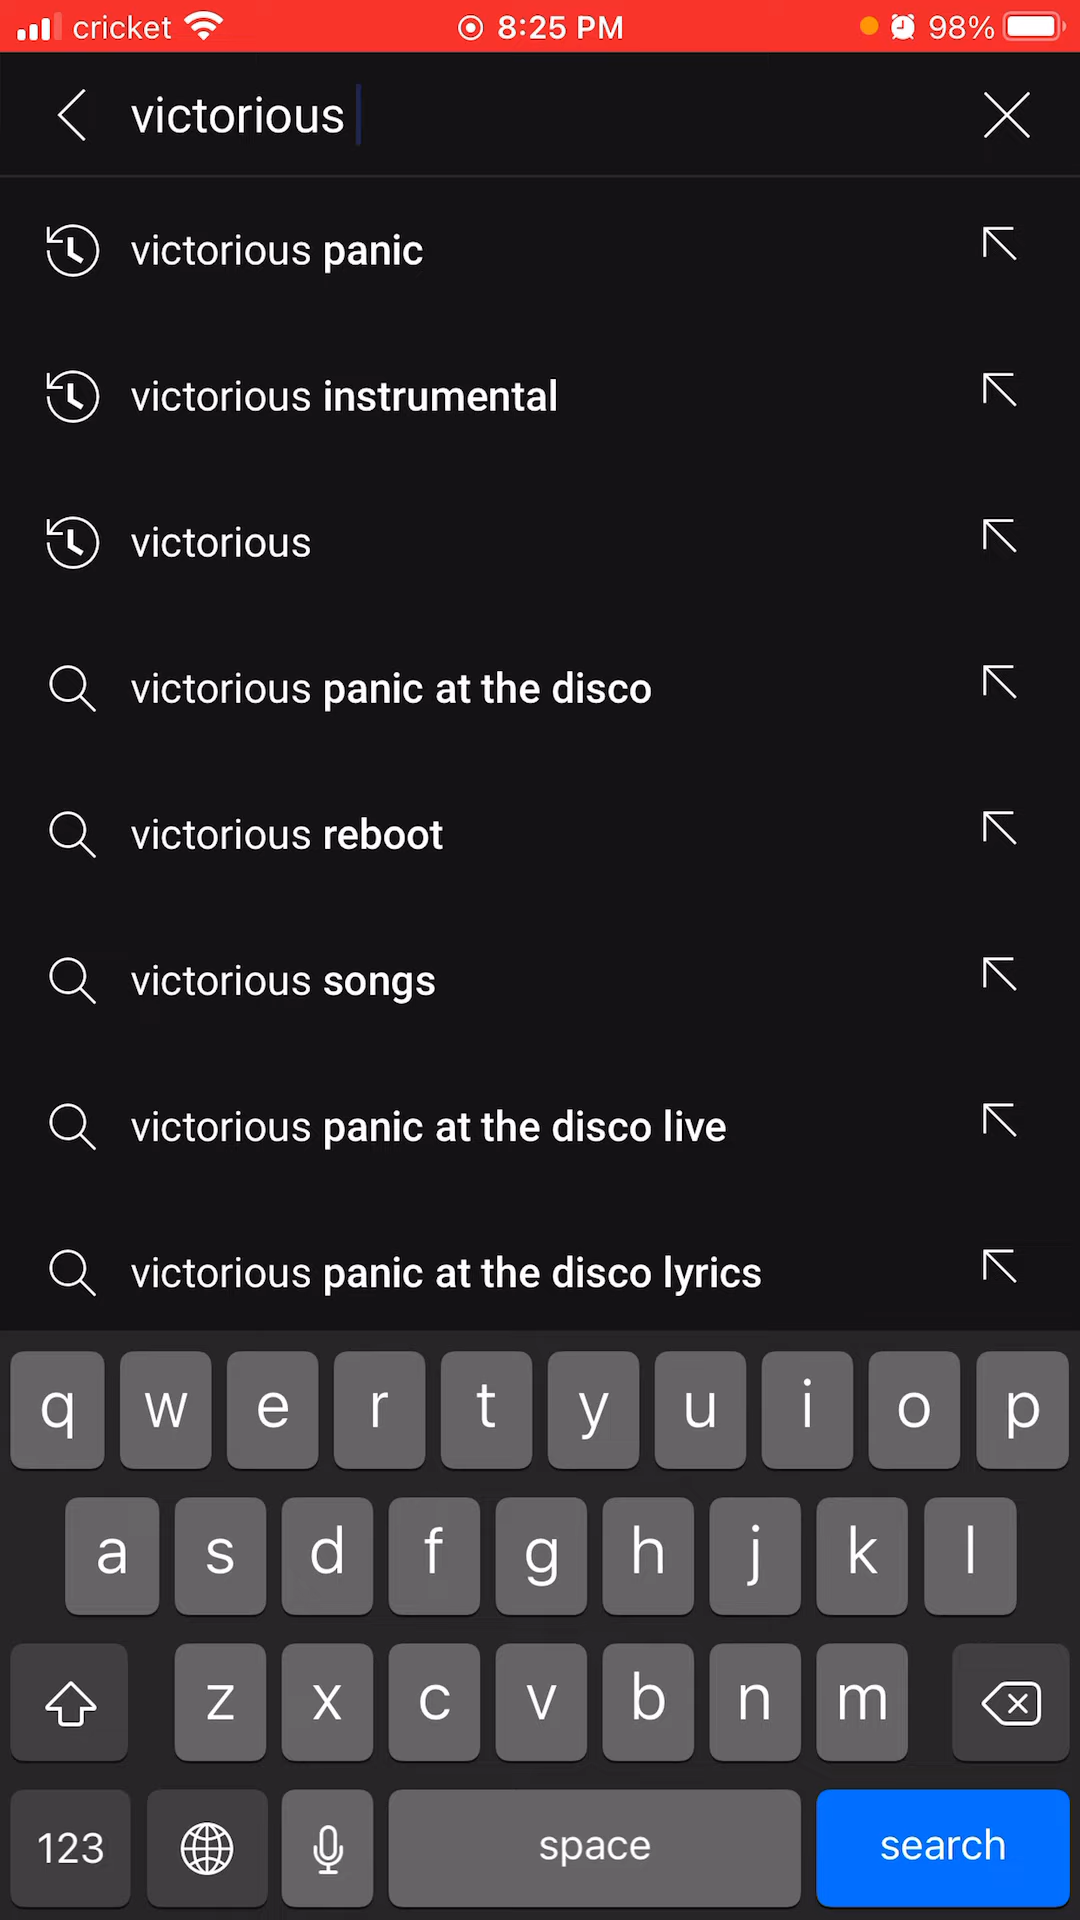 cricket 8:25 PM 98%
victorious
victorious panic
victorious instrumental
victorious
victorious panic at the disco
victorious reboot
victorious songs
victorious panic at the disco live
victorious panic at the disco lyrics
q w e r t y u i o p
a s d f g h j k l
z x c v b n m
123 space search